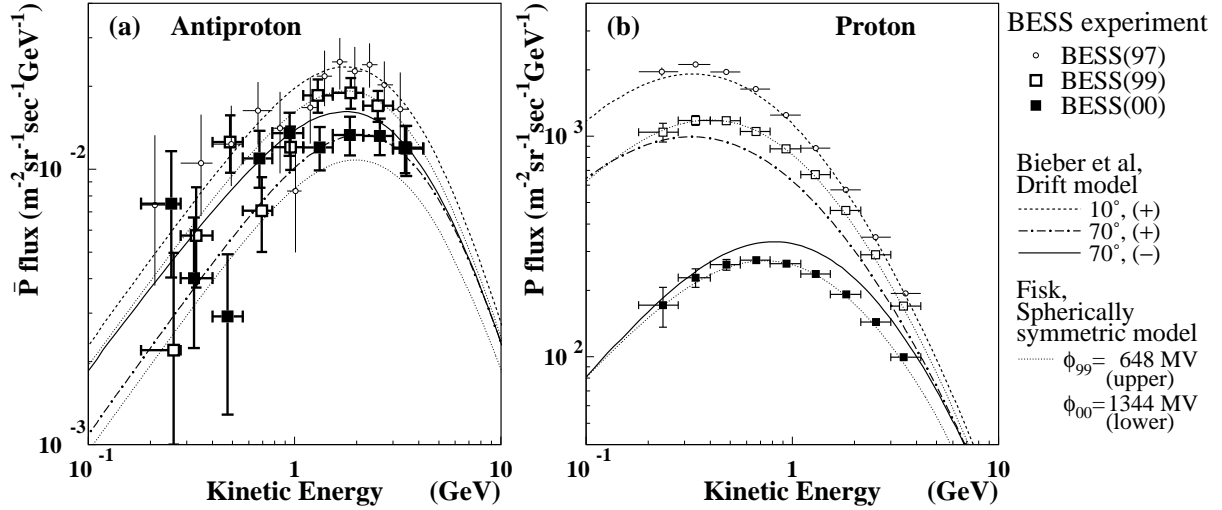 (a) Antiproton
P̄ flux (m⁻²sr⁻¹sec⁻¹GeV⁻¹)
10⁻²
10⁻³
10⁻¹ 1 10
Kinetic Energy (GeV)
(b) Proton
P flux (m⁻²sr⁻¹sec⁻¹GeV⁻¹)
10³
10²
10⁻¹ 1 10
Kinetic Energy (GeV)
BESS experiment
BESS(97)
BESS(99)
BESS(00)
Bieber et al,
Drift model
10°, (+)
70°, (+)
70°, (−)
Fisk,
Spherically
symmetric model
ϕ₉₉= 648 MV
(upper)
ϕ₀₀=1344 MV
(lower)